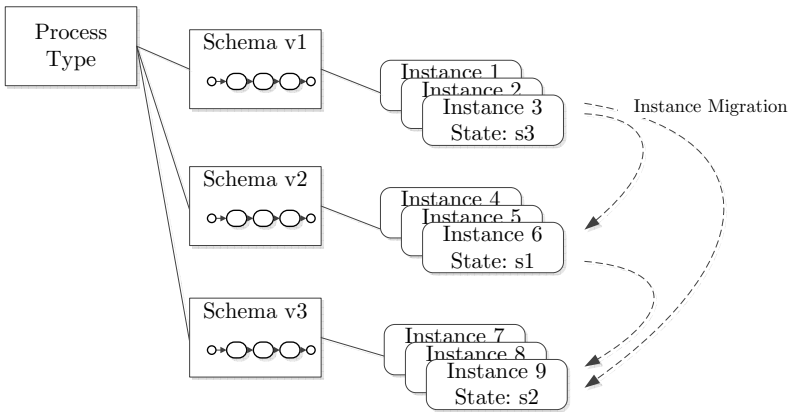 Process
Type
Schema v1
Instance 1
Instance 2
Instance 3
State: s3
Instance Migration
Schema v2
Instance 4
Instance 5
Instance 6
State: s1
Schema v3
Instance 7
Instance 8
Instance 9
State: s2